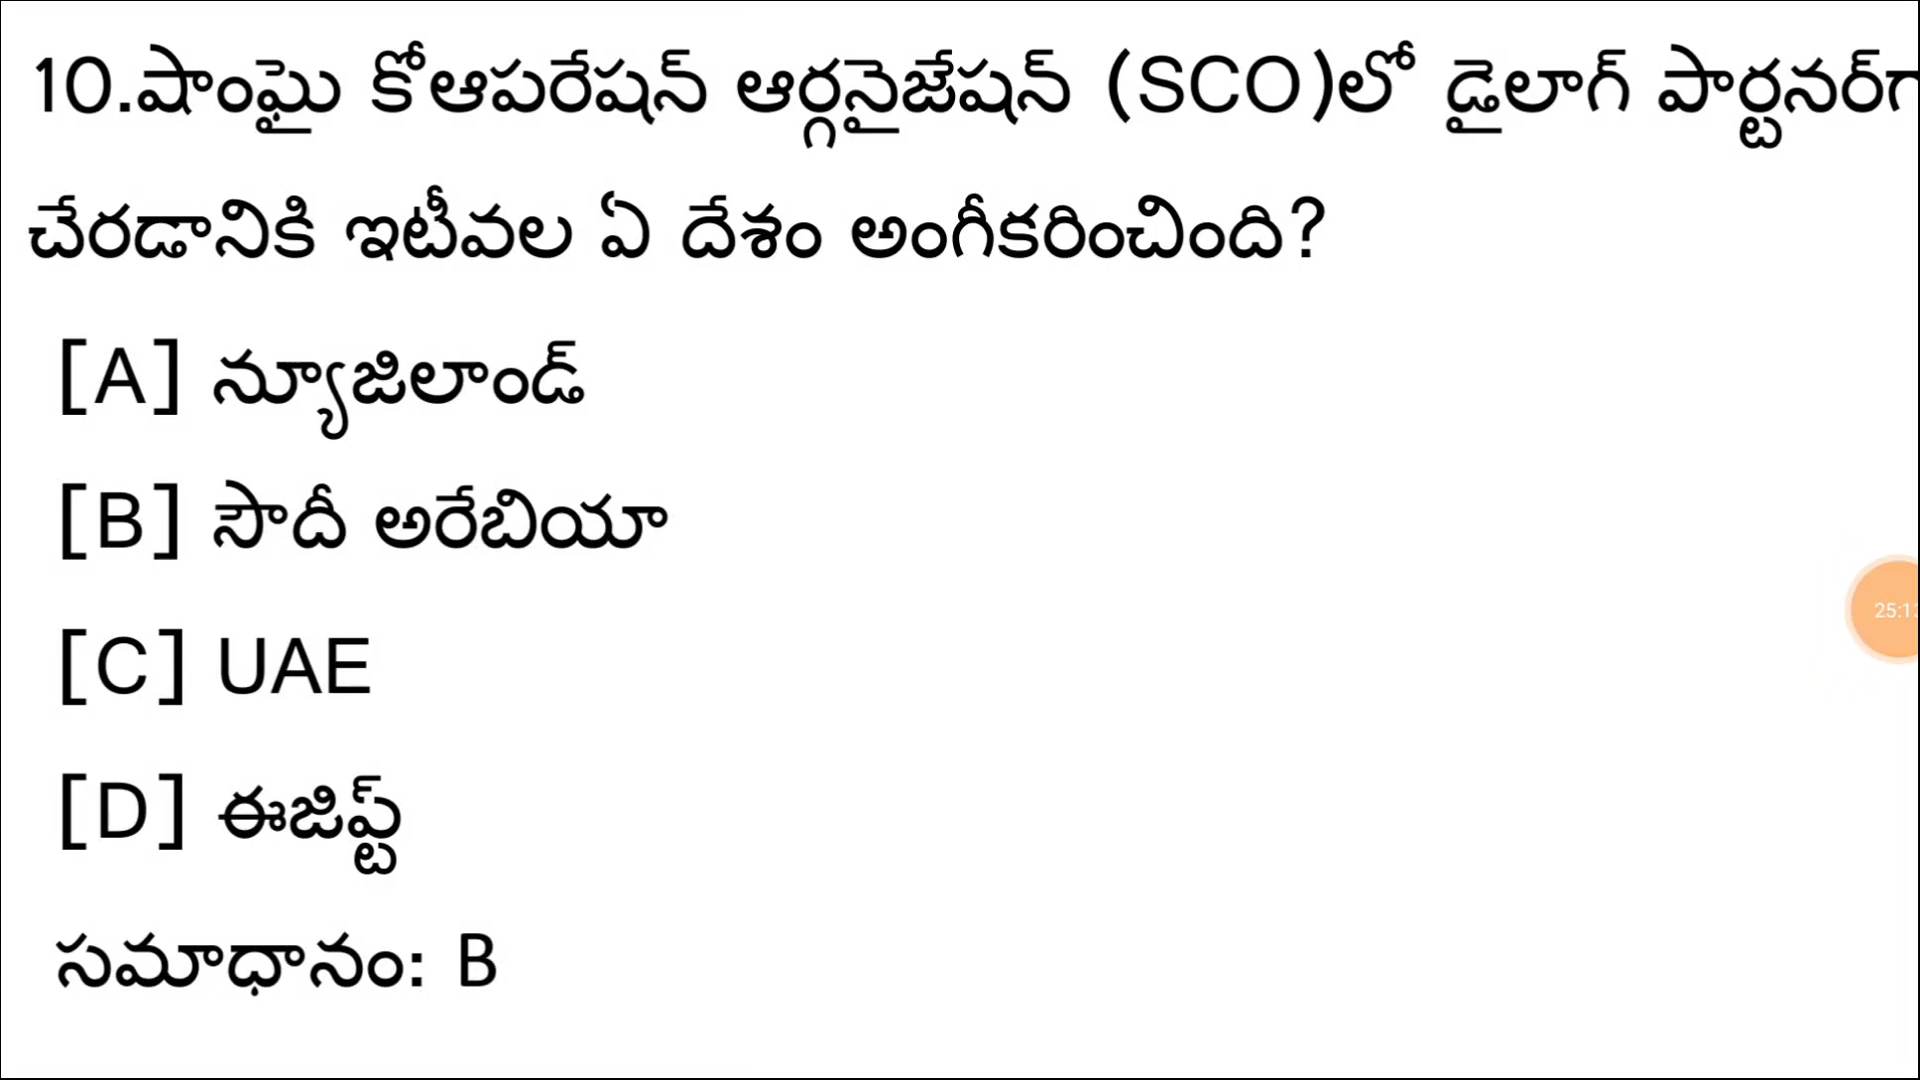 10.షాంఘై కోఆపరేషన్ ఆర్గనైజేషన్ (SCO)లో డైలాగ్ పార్టనర్‌గా
చేరడానికి ఇటీవల ఏ దేశం అంగీకరించింది?
[A] న్యూజిలాండ్
[B] సౌదీ అరేబియా
[C] UAE
[D] ఈజిప్ట్
సమాధానం: B